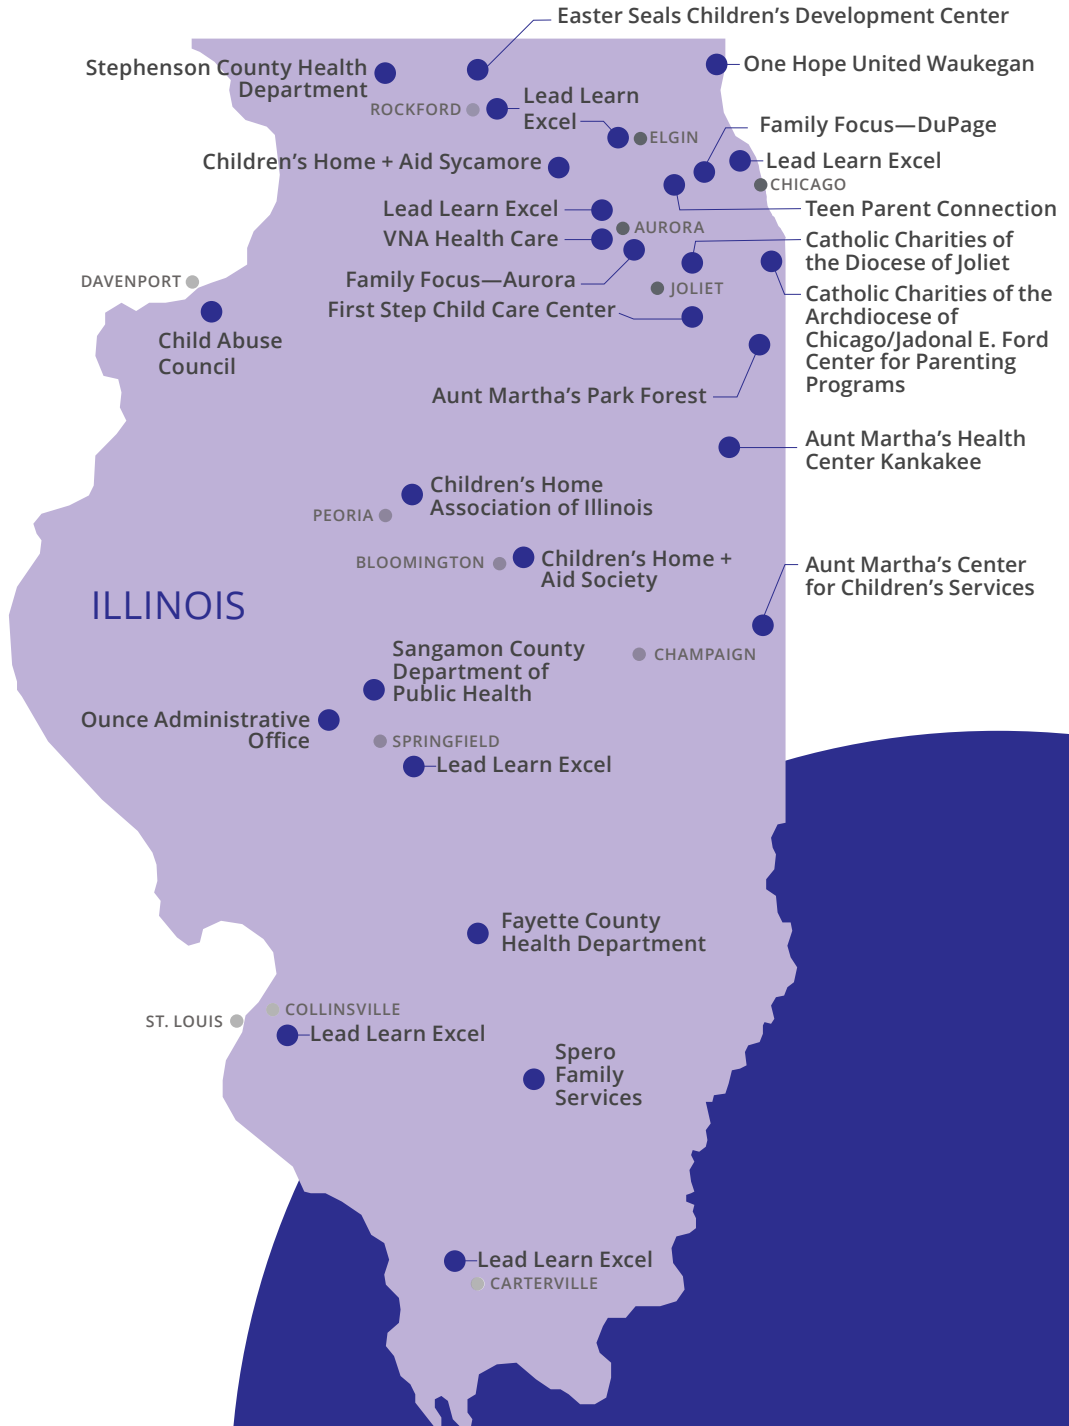 Easter Seals Children’s Development Center
Stephenson County Health
Department
One Hope United Waukegan
ROCKFORD
Lead Learn
Excel
ELGIN
Family Focus—DuPage
Children’s Home + Aid Sycamore
Lead Learn Excel
CHICAGO
Lead Learn Excel
Teen Parent Connection
AURORA
VNA Health Care
Catholic Charities of
the Diocese of Joliet
DAVENPORT
Family Focus—Aurora
JOLIET
Catholic Charities of the
Archdiocese of
Chicago/Jadonal E. Ford
Center for Parenting
Programs
First Step Child Care Center
Child Abuse
Council
Aunt Martha’s Park Forest
Aunt Martha’s Health
Center Kankakee
Children’s Home
Association of Illinois
PEORIA
BLOOMINGTON
Children’s Home +
Aid Society
Aunt Martha’s Center
for Children’s Services
ILLINOIS
Sangamon County
Department of
Public Health
CHAMPAIGN
Ounce Administrative
Office
SPRINGFIELD
Lead Learn Excel
Fayette County
Health Department
COLLINSVILLE
ST. LOUIS
Lead Learn Excel
Spero
Family
Services
Lead Learn Excel
CARTERVILLE